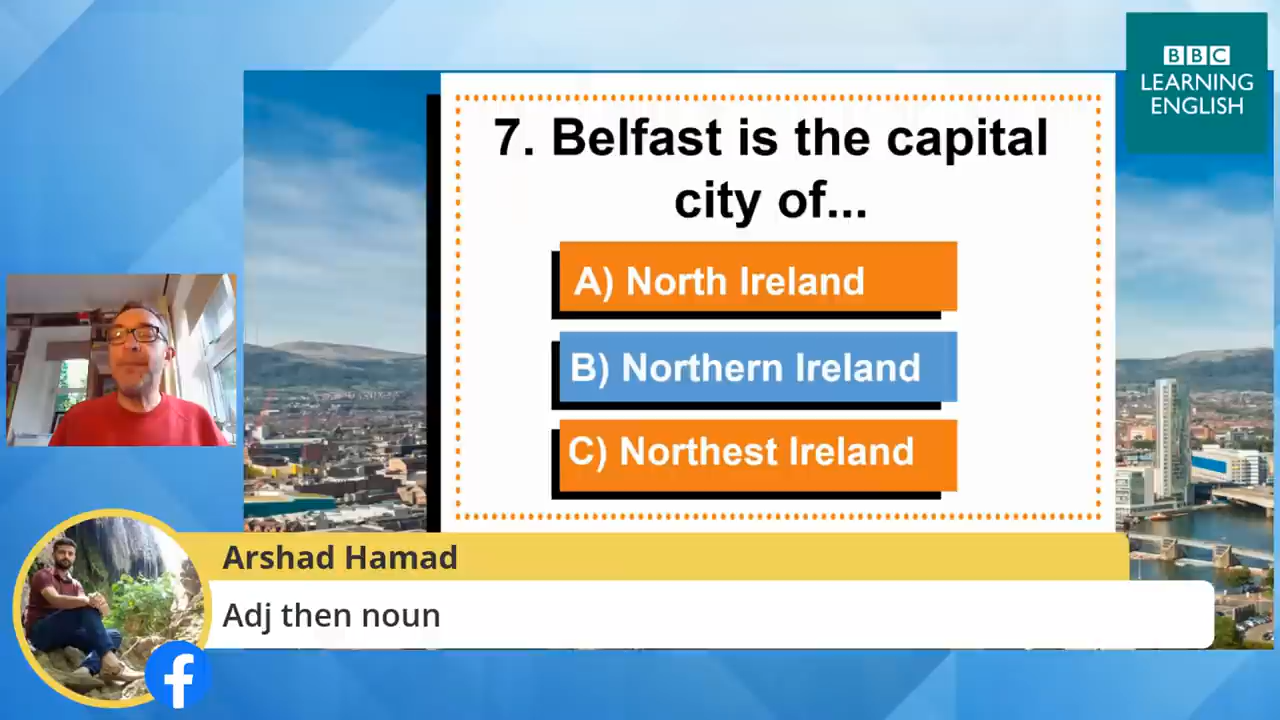 BBC
LEARNING
ENGLISH
7. Belfast is the capital
city of...
A) North Ireland
B) Northern Ireland
C) Northest Ireland
Arshad Hamad
Adj then noun
f